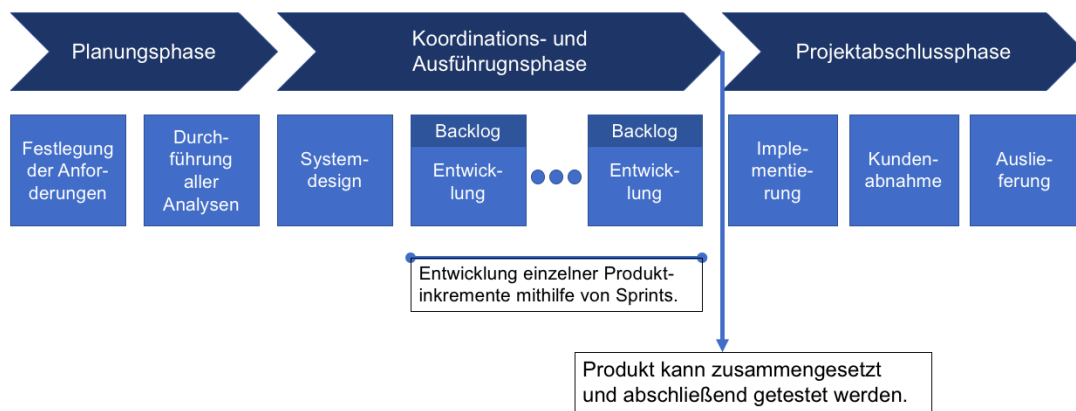 Planungsphase
Koordinations- und
Ausführugnsphase
Projektabschlussphase
Festlegung
der Anfor-
derungen
Durch-
führung
aller
Analysen
System-
design
Backlog
Entwick-
lung
Backlog
Entwick-
lung
Imple-
mentie-
rung
Kunden-
abnahme
Auslie-
ferung
Entwicklung einzelner Produkt-
inkremente mithilfe von Sprints.
Produkt kann zusammengesetzt
und abschließend getestet werden.